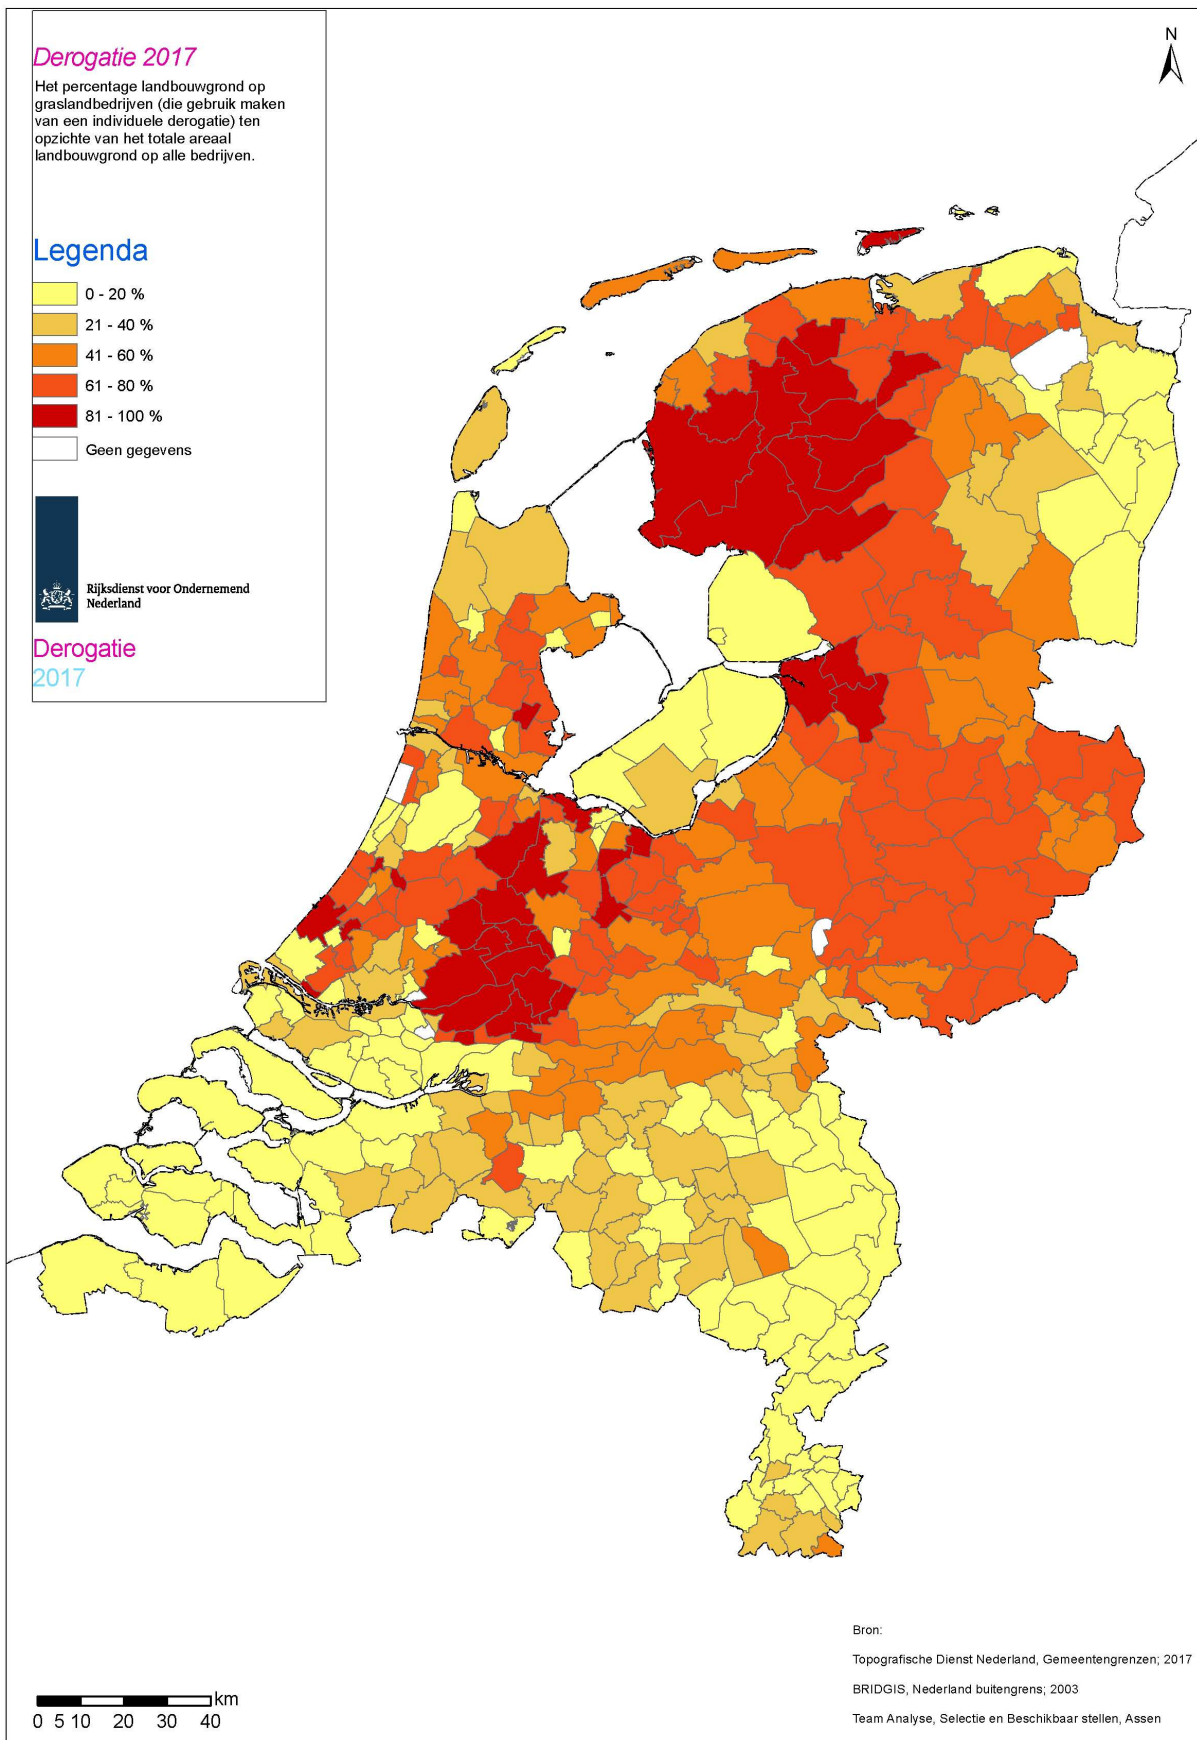 Derogatie 2017
Het percentage landbouwgrond op
graslandbedrijven (die gebruik maken
van een individuele derogatie) ten
opzichte van het totale areaal
landbouwgrond op alle bedrijven.
Legenda
0 - 20 %
21 - 40 %
41 - 60 %
61 - 80 %
81 - 100 %
Geen gegevens
Rijksdienst voor Ondernemend
Nederland
Derogatie
2017
N
km
0 5 10 20 30 40
Bron:
Topografische Dienst Nederland, Gemeentengrenzen; 2017
BRIDGIS, Nederland buitengrens; 2003
Team Analyse, Selectie en Beschikbaar stellen, Assen